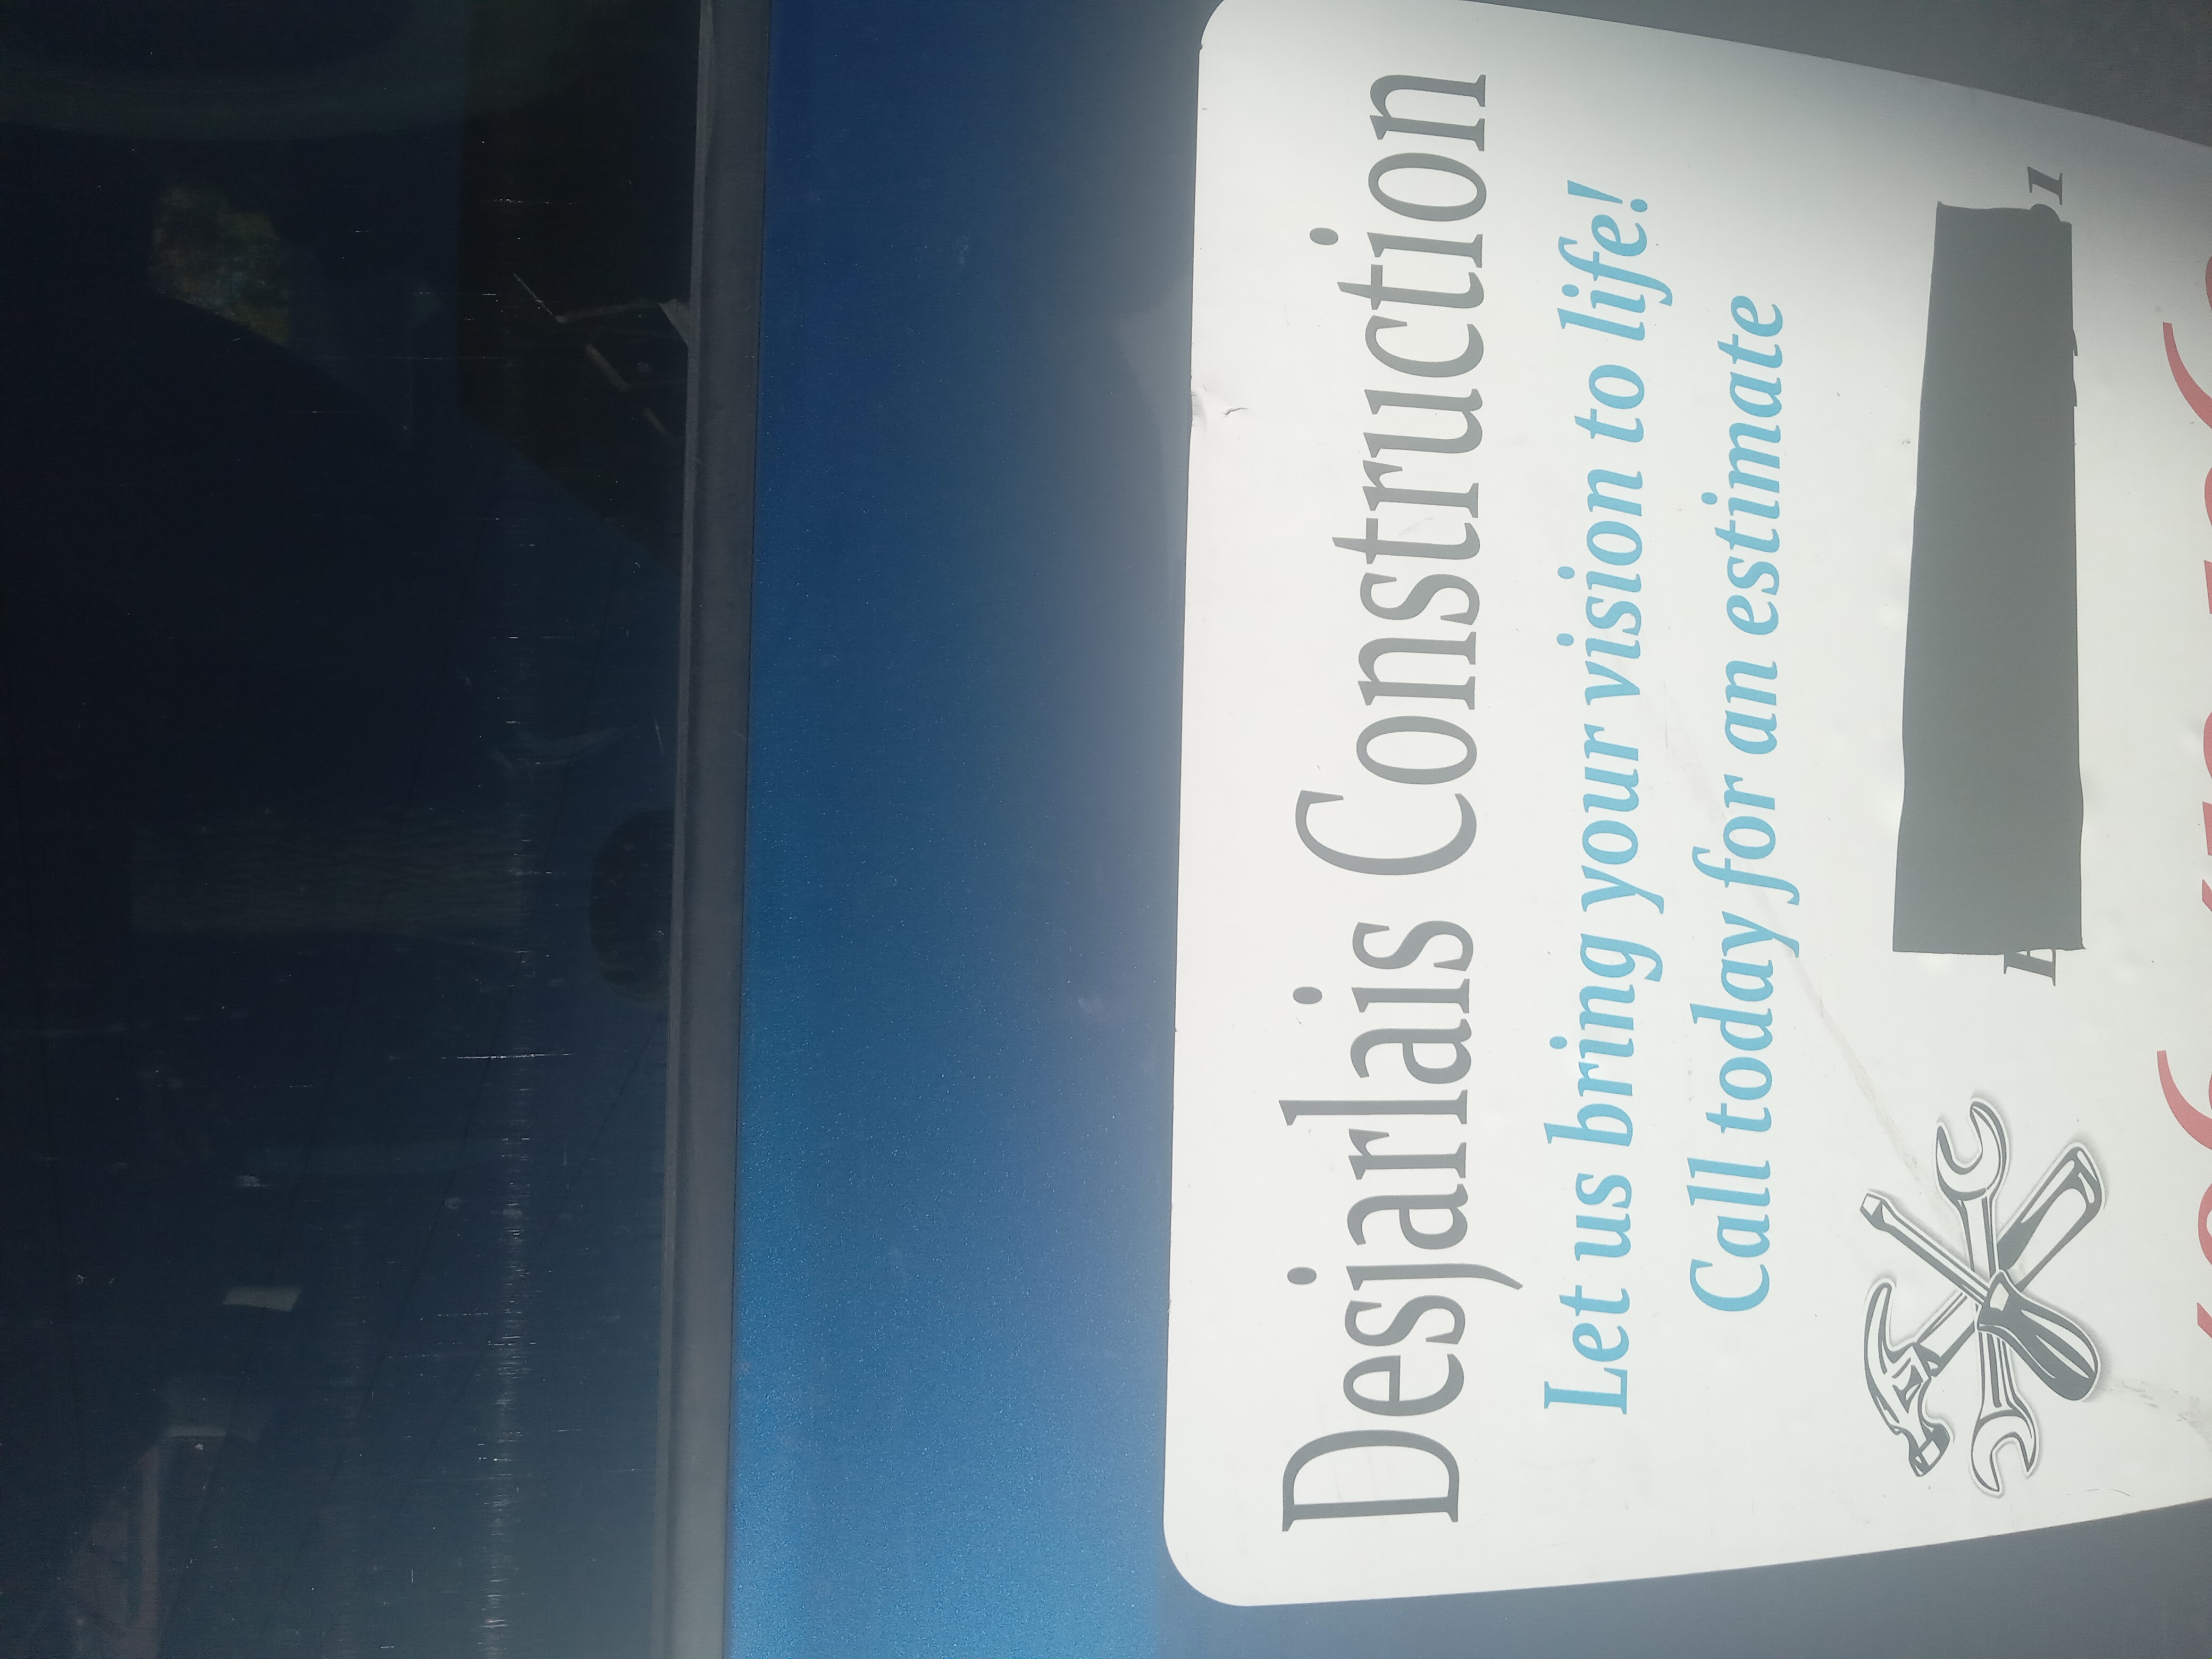 Desjarlais Construction
Let us bring your vision to life!
Call today for an estimate